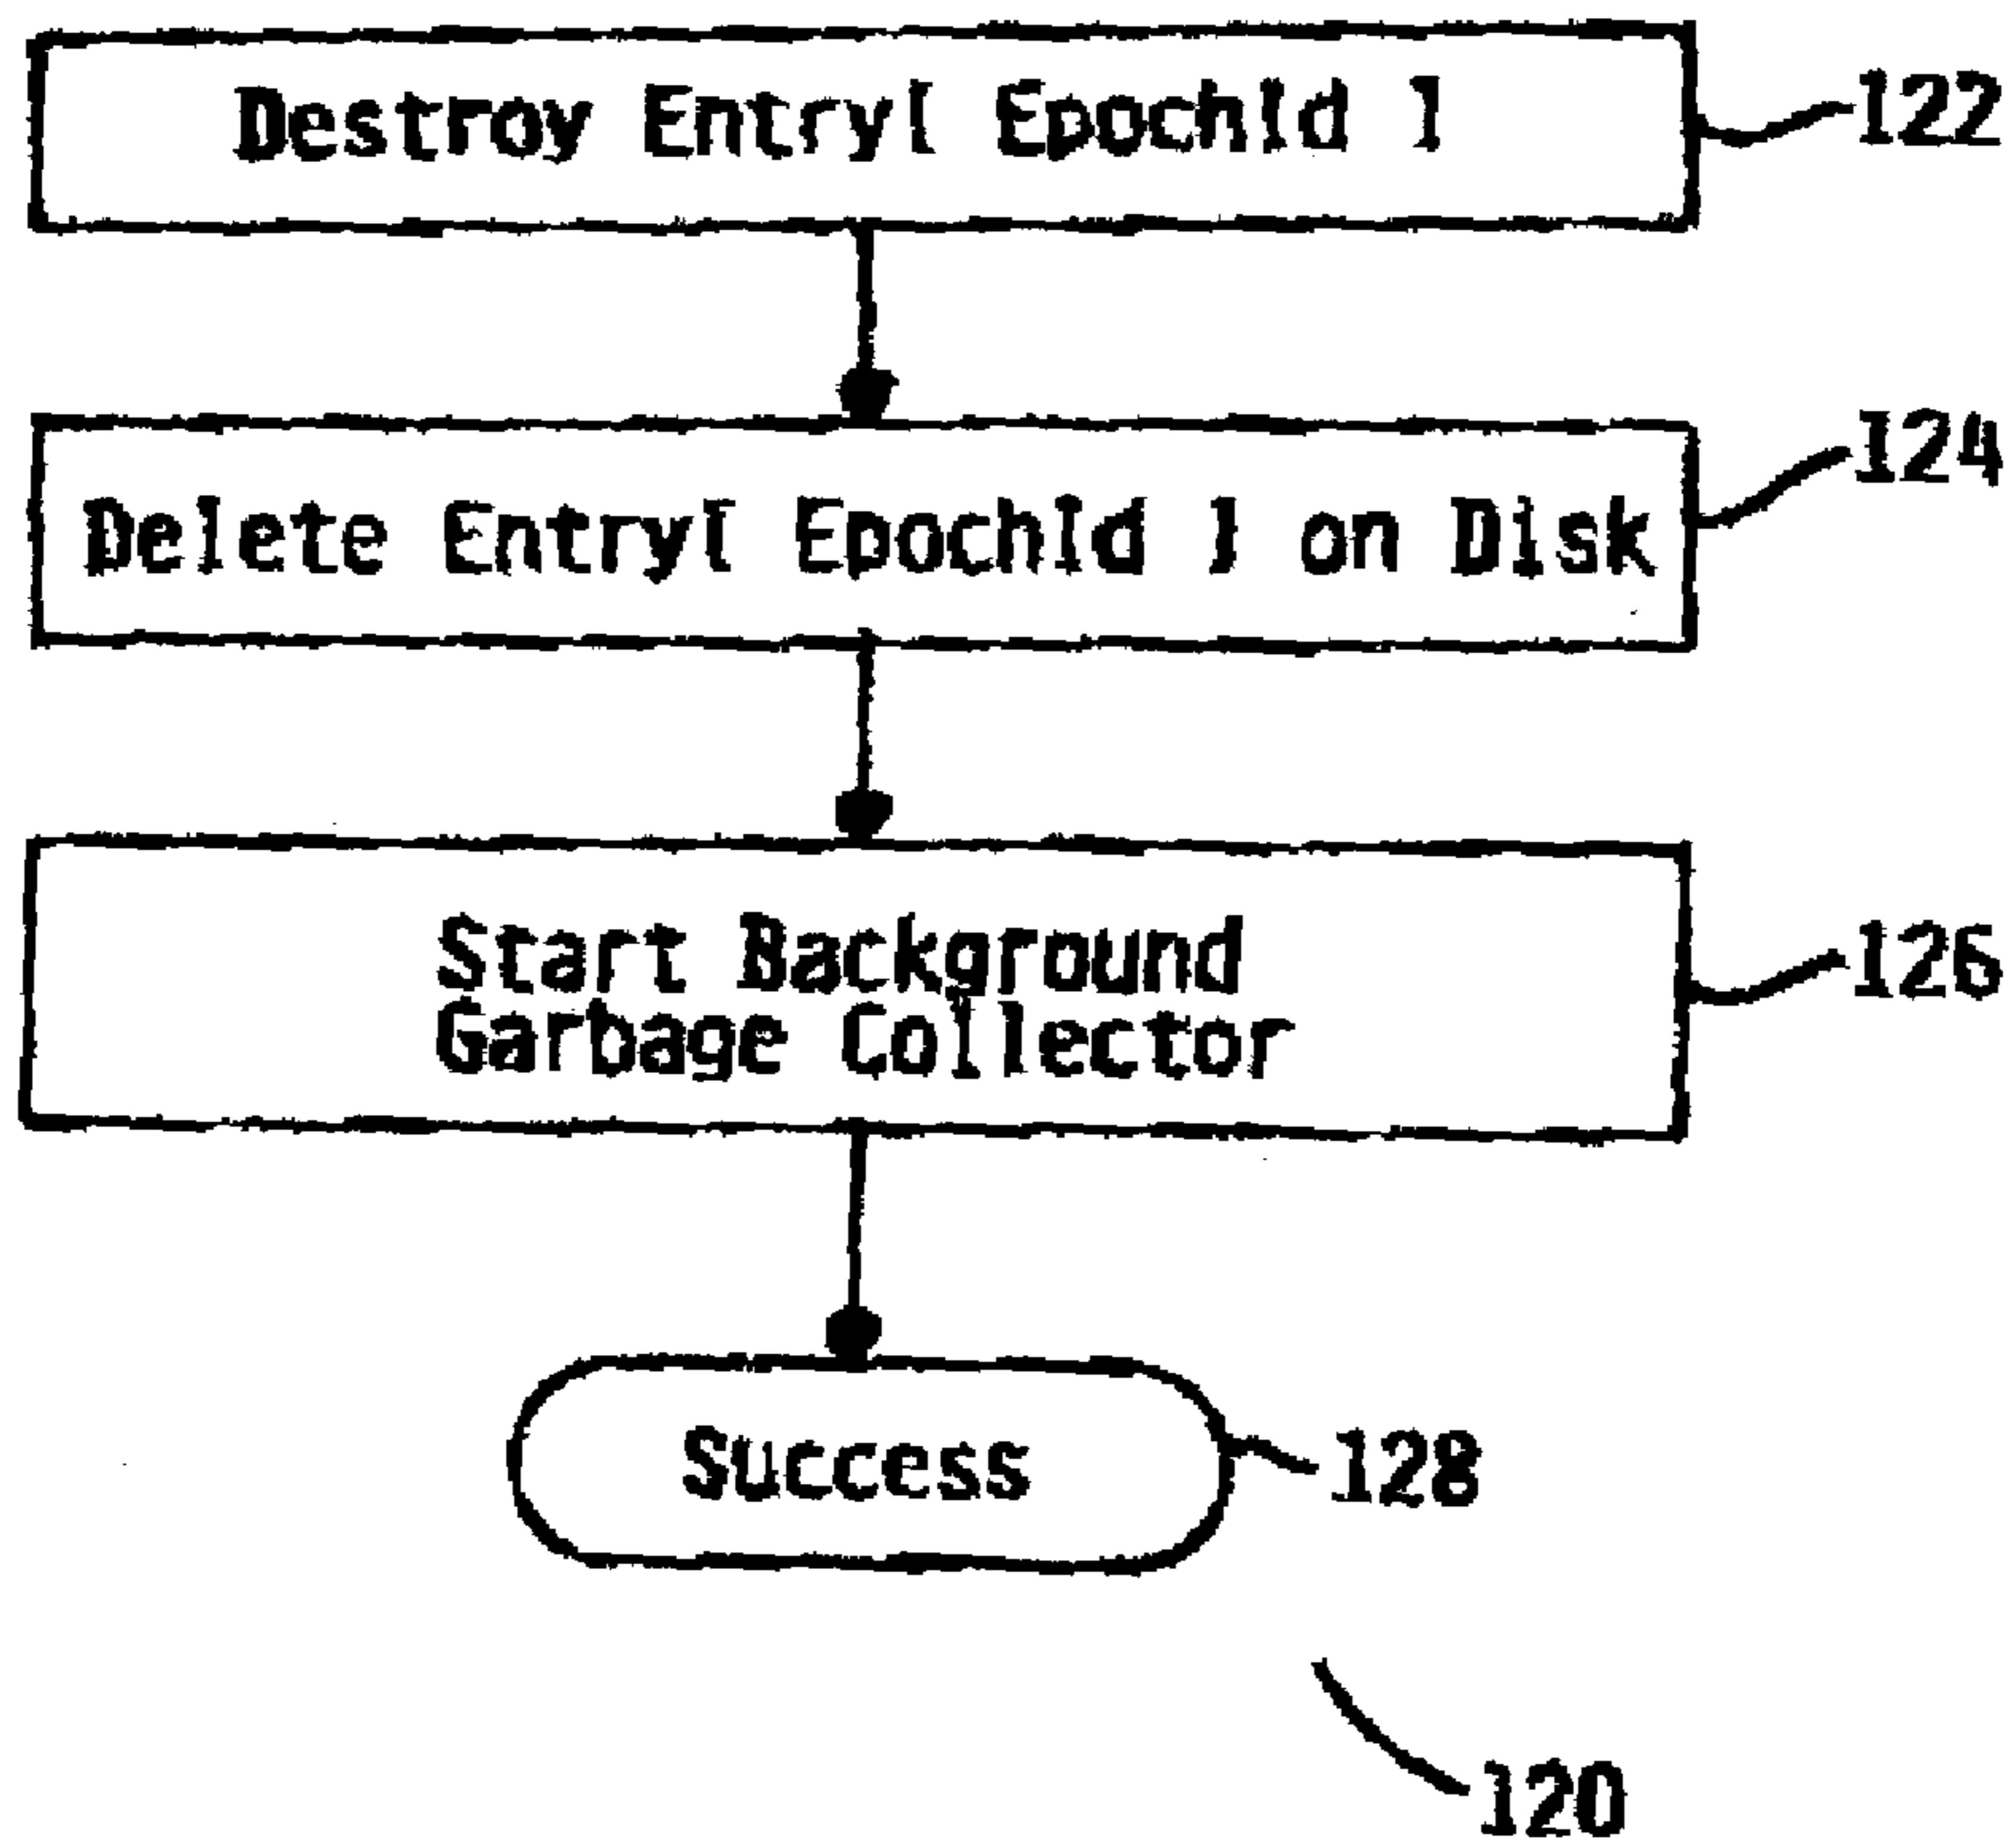 Destroy Entry[ EpochId ]
122
Delete Entry[ EpochId ] on Disk
124
Start Background
Garbage Collector
126
Success
128
120